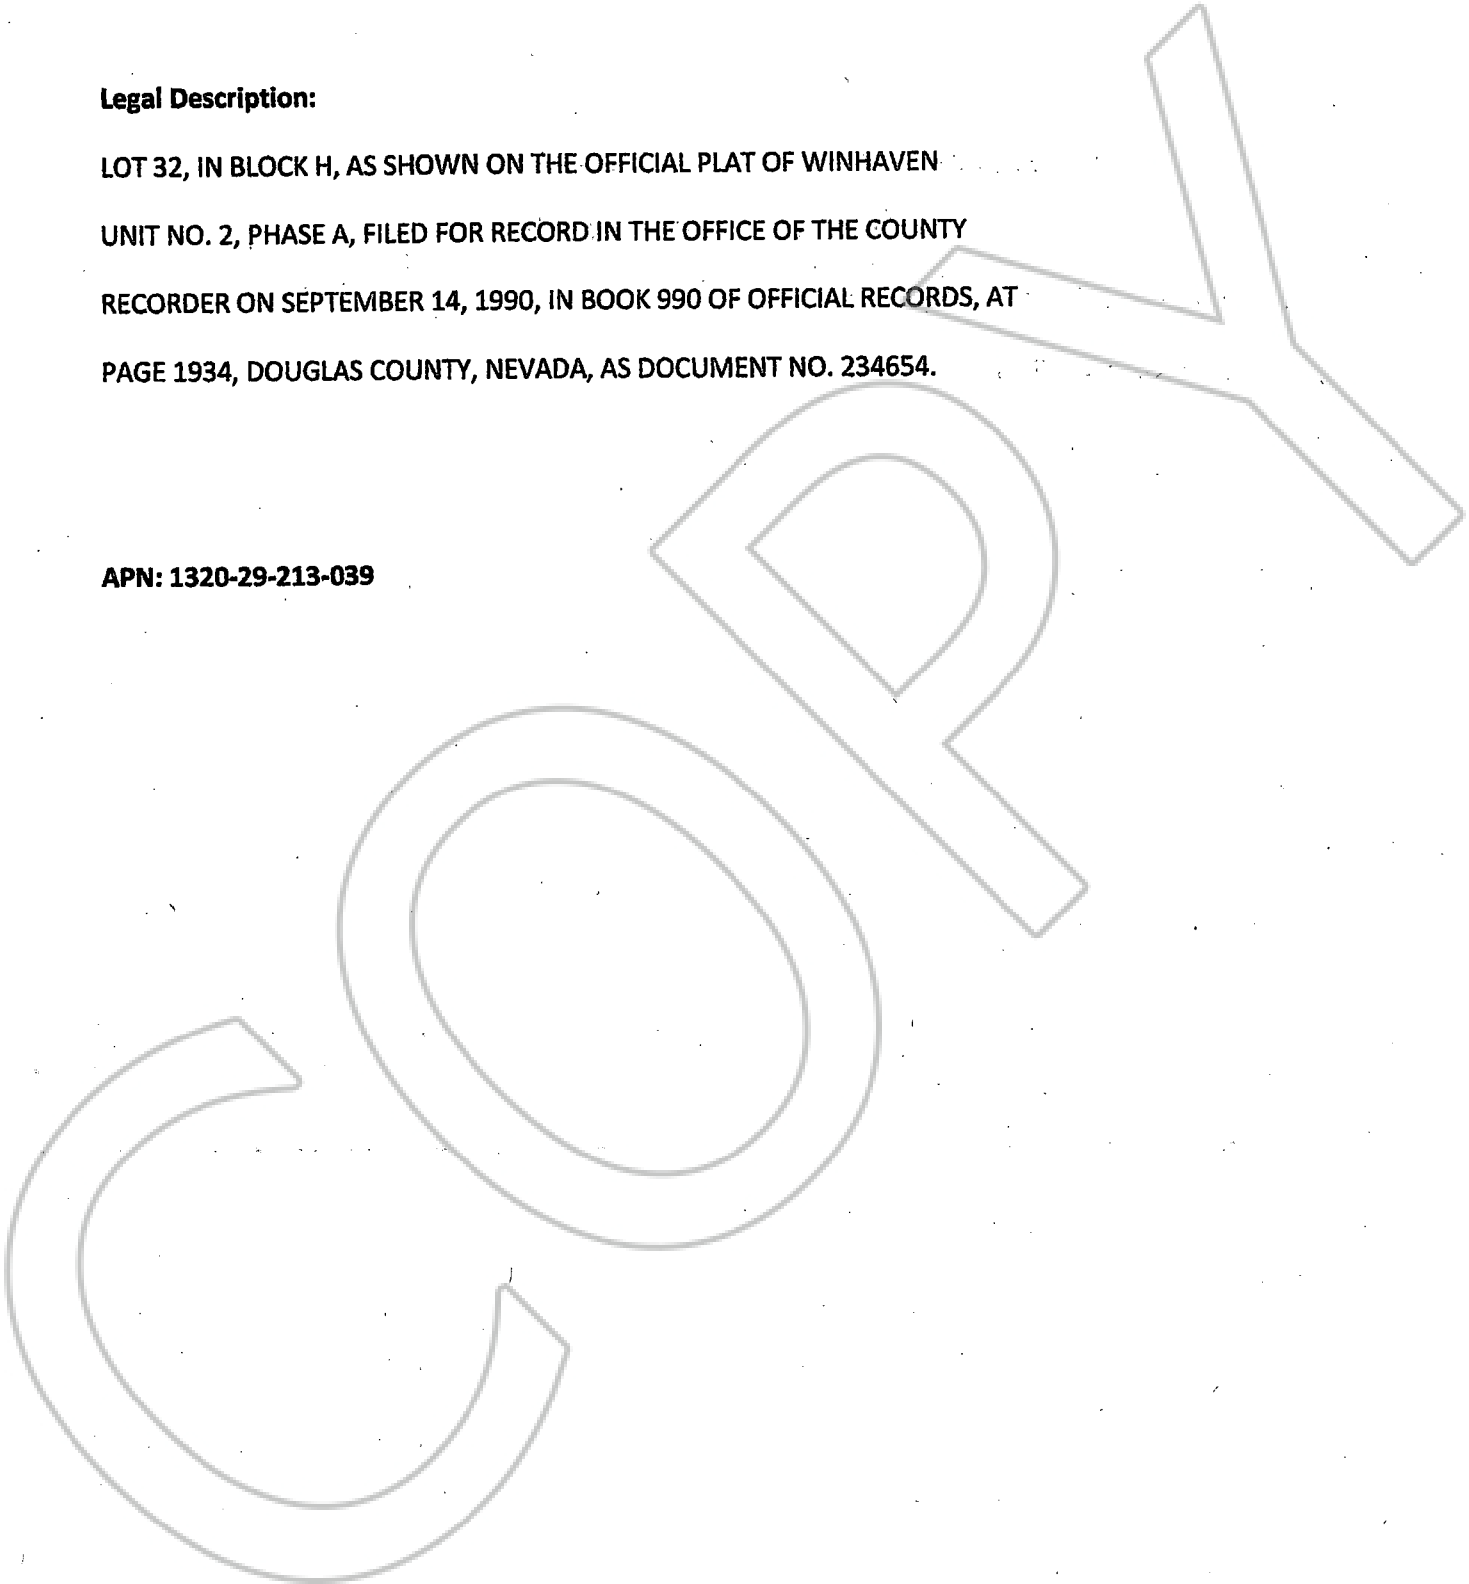 Legal Description:
LOT 32, IN BLOCK H, AS SHOWN ON THE OFFICIAL PLAT OF WINHAVEN
UNIT NO. 2, PHASE A, FILED FOR RECORD IN THE OFFICE OF THE COUNTY
RECORDER ON SEPTEMBER 14, 1990, IN BOOK 990 OF OFFICIAL RECORDS, AT
PAGE 1934, DOUGLAS COUNTY, NEVADA, AS DOCUMENT NO. 234654.
APN: 1320-29-213-039
COPY